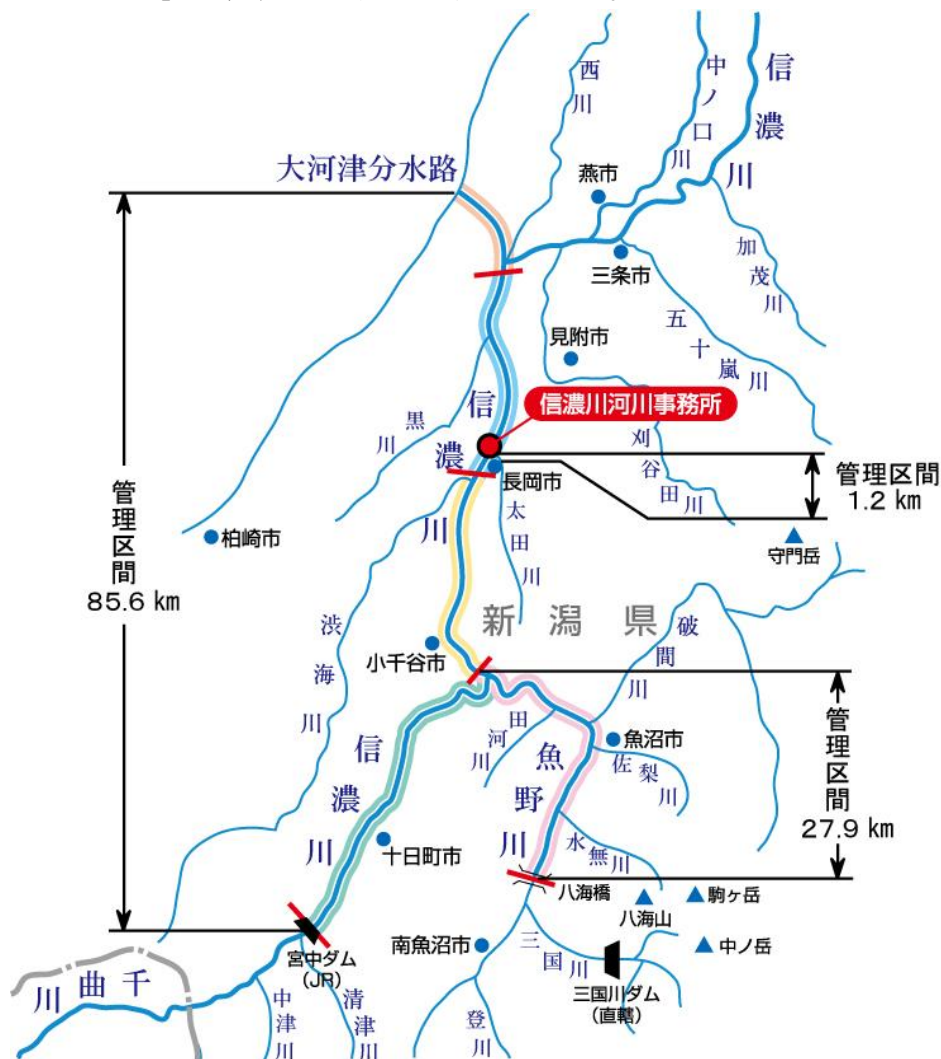 西川
中ノ口川
信濃川
大河津分水路
燕市
三条市
加茂川
五十嵐川
見附市
信濃川河川事務所
黒川
信濃川
刈谷田川
管理区間
1.2 km
長岡市
太田川
守門岳
柏崎市
管理区間
85.6 km
新潟県
渋海川
小千谷市
破間川
田河川
魚沼市
佐梨川
管理区間
27.9 km
信濃川
魚野川
水無川
十日町市
八海橋
八海山
駒ヶ岳
中ノ岳
宮中ダム
(JR)
南魚沼市
三国川
三国川ダム
(直轄)
千曲川
中津川
清津川
登川